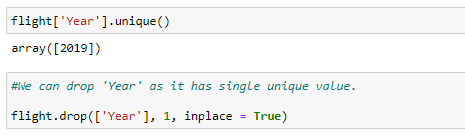 flight['Year'].unique()
array([2019])
#We can drop 'Year' as it has single unique value.
flight.drop(['Year'], 1, inplace = True)